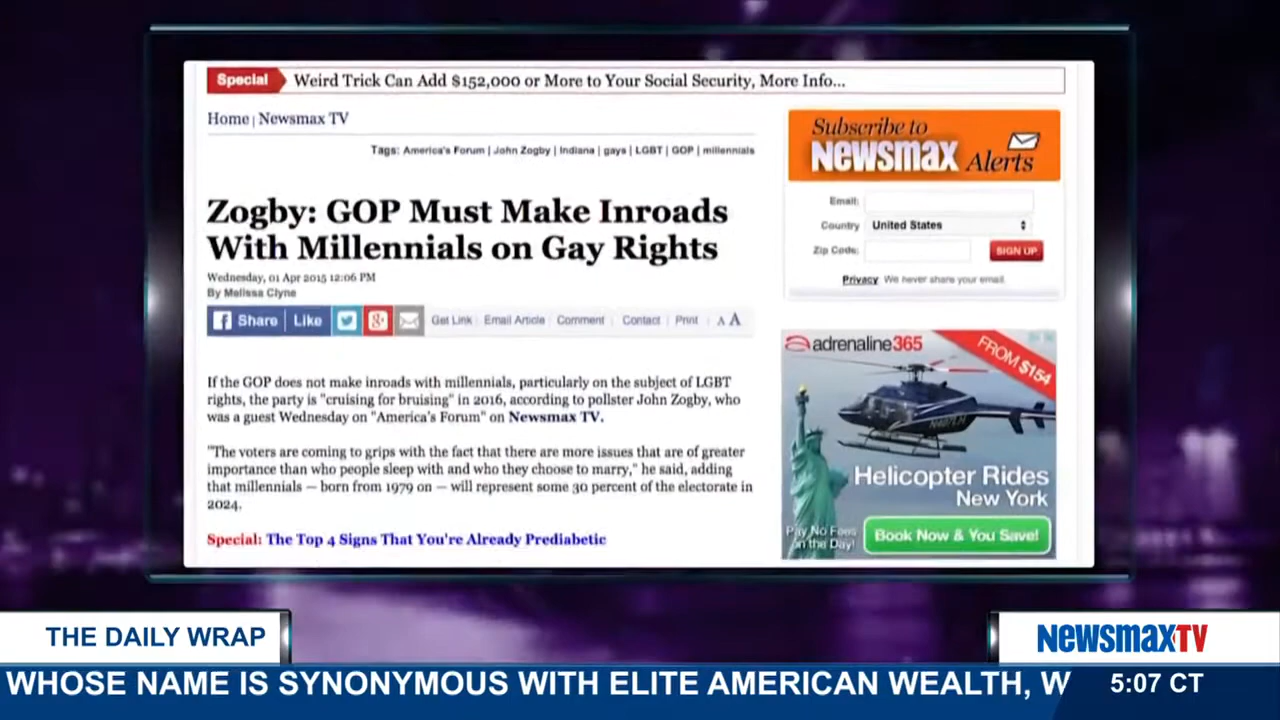 Special Weird Trick Can Add $152,000 or More to Your Social Security, More Info...
Home | Newsmax TV
Tags: America's Forum | John Zogby | Indiana | gays | LGBT | GOP | millennials
Zogby: GOP Must Make Inroads
With Millennials on Gay Rights
Wednesday, 01 Apr 2015 12:06 PM
By Melissa Clyne
f Share Like g+ Get Link Email Article Comment Contact Print A A
If the GOP does not make inroads with millennials, particularly on the subject of LGBT
rights, the party is "cruising for bruising" in 2016, according to pollster John Zogby, who
was a guest Wednesday on "America's Forum" on Newsmax TV.
"The voters are coming to grips with the fact that there are more issues that are of greater
importance than who people sleep with and who they choose to marry," he said, adding
that millennials — born from 1979 on — will represent some 30 percent of the electorate in
2024.
Special: The Top 4 Signs That You're Already Prediabetic
Subscribe to
Newsmax Alerts
Email:
Country United States
Zip Code: SIGN UP
Privacy We never share your email.
adrenaline365
FROM $154
Helicopter Rides
New York
Pay No Fees
on the Day!
Book Now & You Save!
THE DAILY WRAP
NEWSMAXTV
WHOSE NAME IS SYNONYMOUS WITH ELITE AMERICAN WEALTH, W
5:07 CT